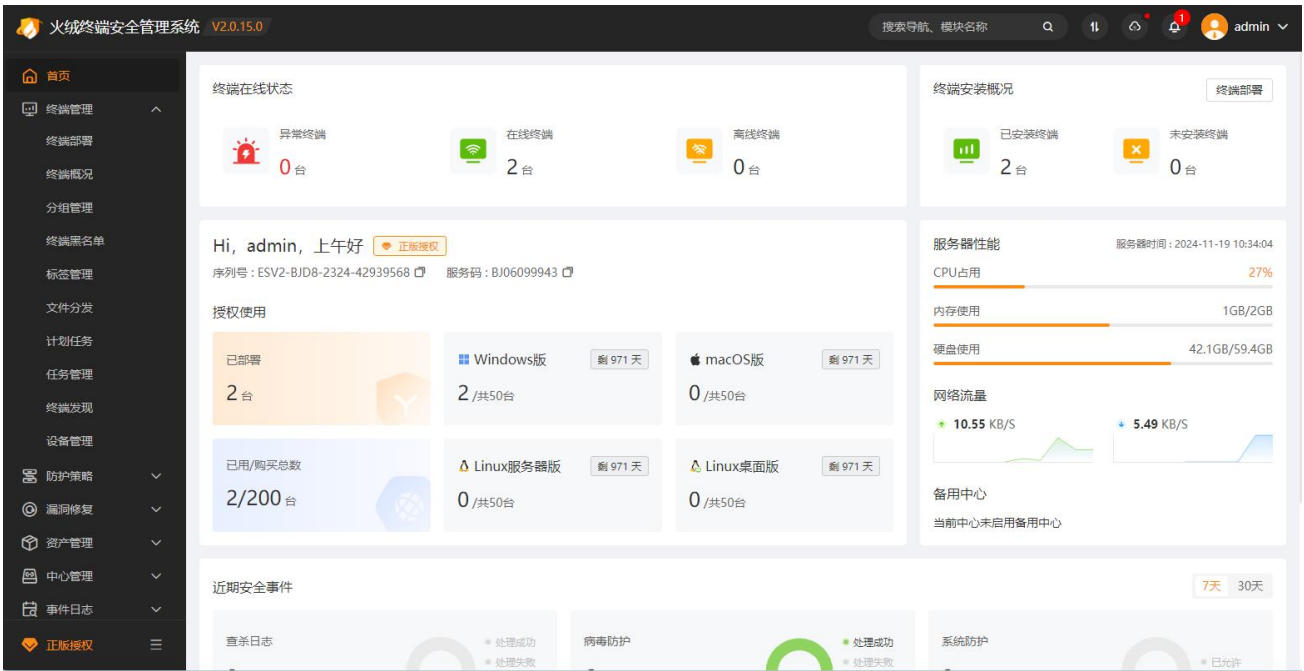 火绒终端安全管理系统 V2.0.15.0
搜索导航、模块名称
1
admin
首页
终端管理
终端部署
终端概况
分组管理
终端黑名单
标签管理
文件分发
计划任务
任务管理
终端发现
设备管理
防护策略
漏洞修复
资产管理
中心管理
事件日志
正版授权
终端在线状态
异常终端
0 台
在线终端
2 台
离线终端
0 台
终端安装概况
终端部署
已安装终端
2 台
未安装终端
0 台
Hi, admin, 上午好 正版授权
序列号 : ESV2-BJD8-2324-42939568 服务码 : BJ06099943
授权使用
已部署
2 台
Windows版 剩 971 天
2 /共50台
macOS版 剩 971 天
0 /共50台
已用/购买总数
2/200 台
Linux服务器版 剩 971 天
0 /共50台
Linux桌面版 剩 971 天
0 /共50台
服务器性能 服务器时间 : 2024-11-19 10:34:04
CPU占用 27%
内存使用 1GB/2GB
硬盘使用 42.1GB/59.4GB
网络流量
10.55 KB/S 5.49 KB/S
备用中心
当前中心未启用备用中心
近期安全事件 7天 30天
查杀日志
处理成功
处理失败
病毒防护
处理成功
处理失败
系统防护
已允许